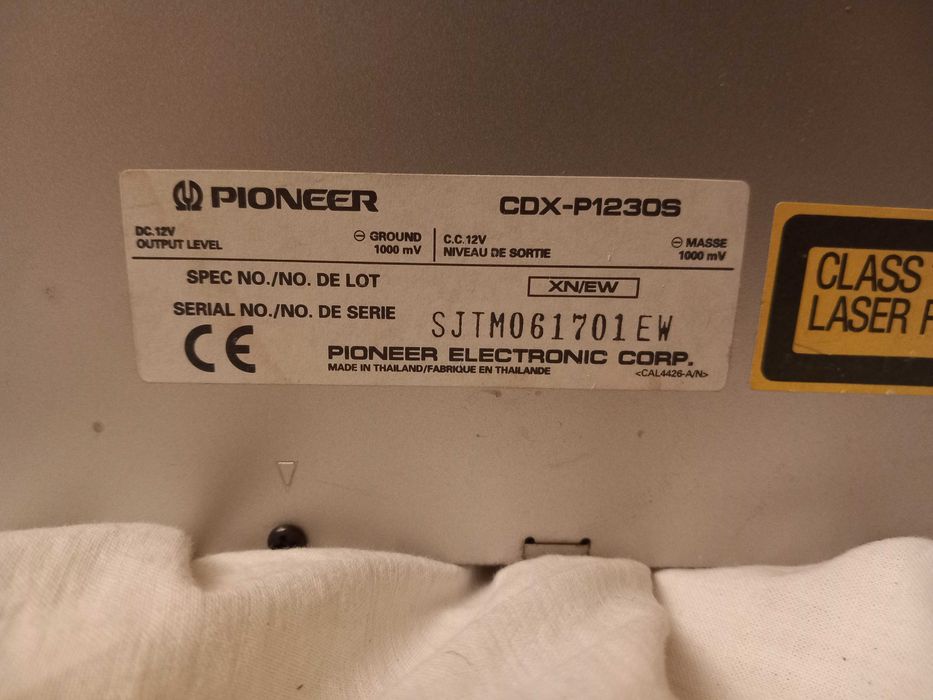 PIONEER
CDX-P1230S
DC.12V ⊖ GROUND
OUTPUT LEVEL 1000 mV
C.C.12V ⊖ MASSE
NIVEAU DE SORTIE 1000 mV
SPEC NO./NO. DE LOT XN/EW
SERIAL NO./NO. DE SERIE SJTM061701EW
CE
PIONEER ELECTRONIC CORP.
MADE IN THAILAND/FABRIQUE EN THAILANDE <CAL4426-A/N>
CLASS
LASER P